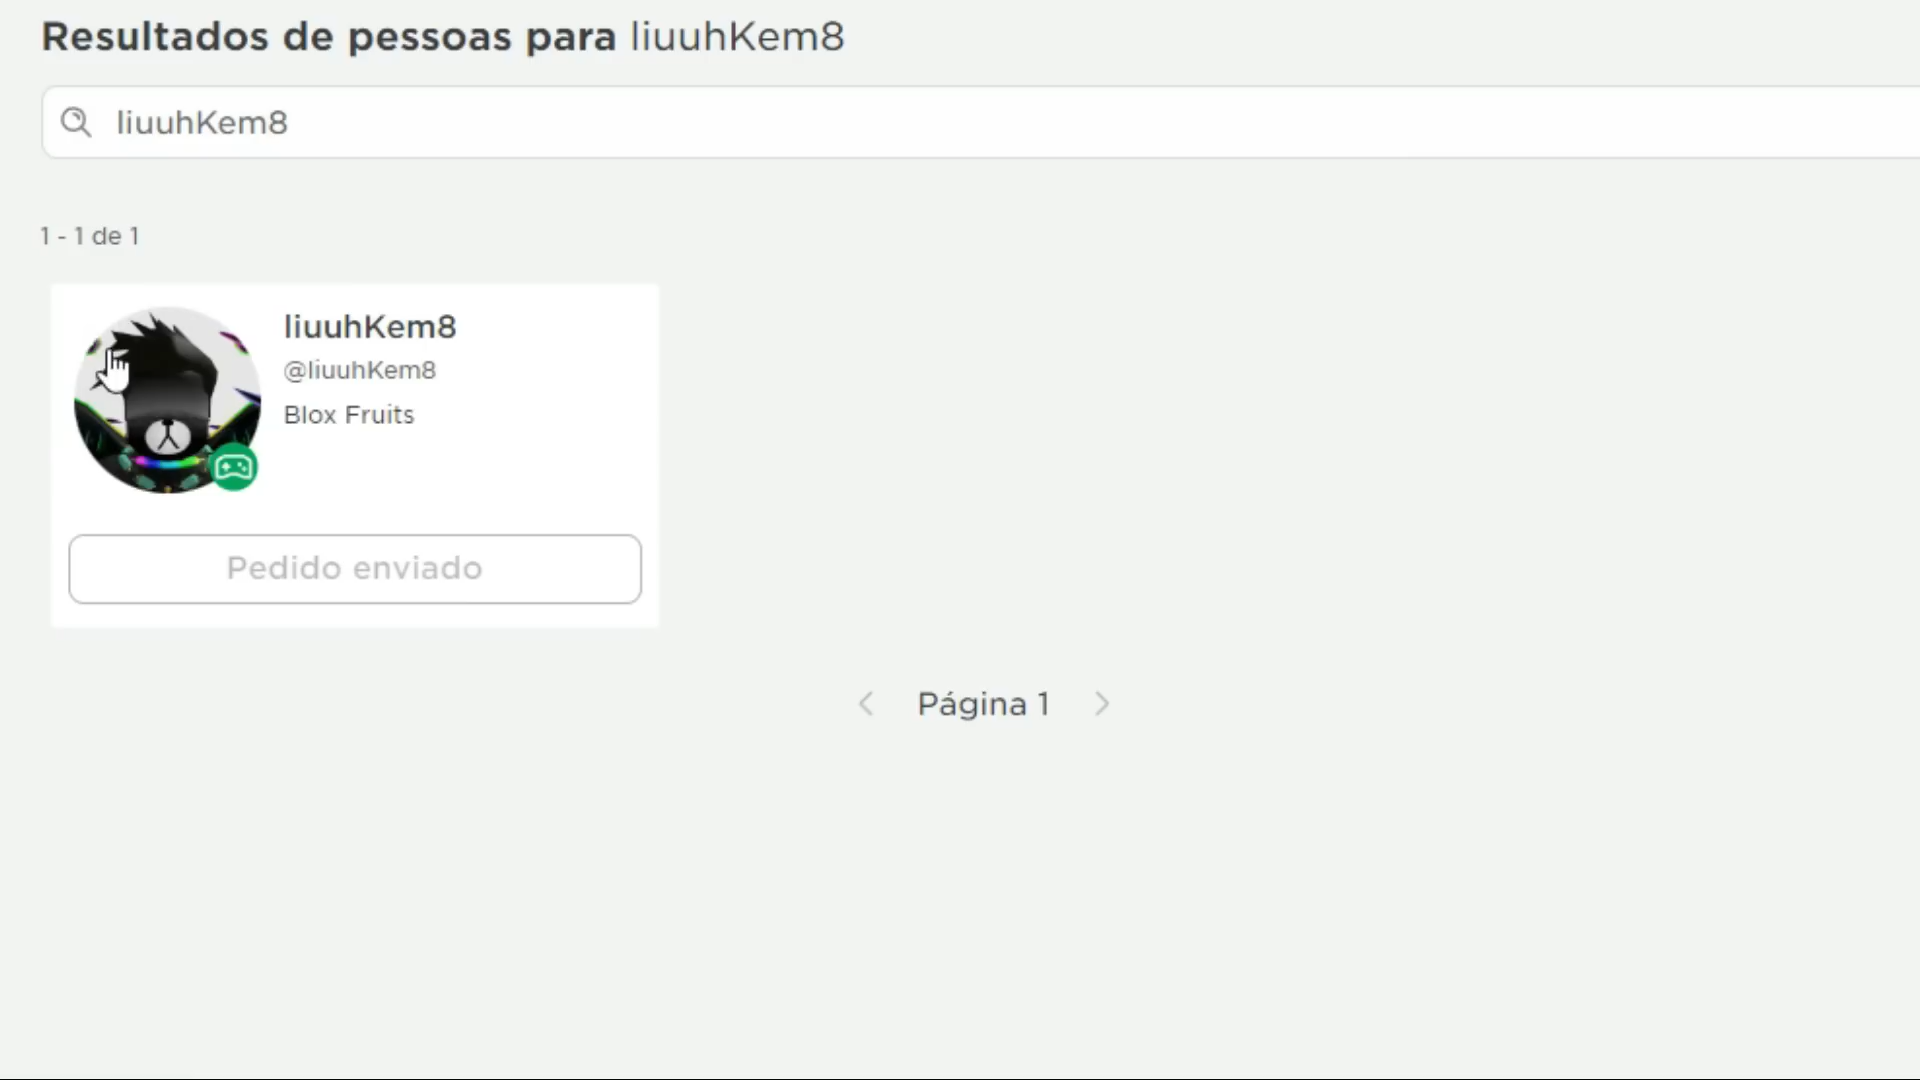 Resultados de pessoas para liuuhKem8
liuuhKem8
1 - 1 de 1
liuuhKem8
@liuuhKem8
Blox Fruits
Pedido enviado
Página 1